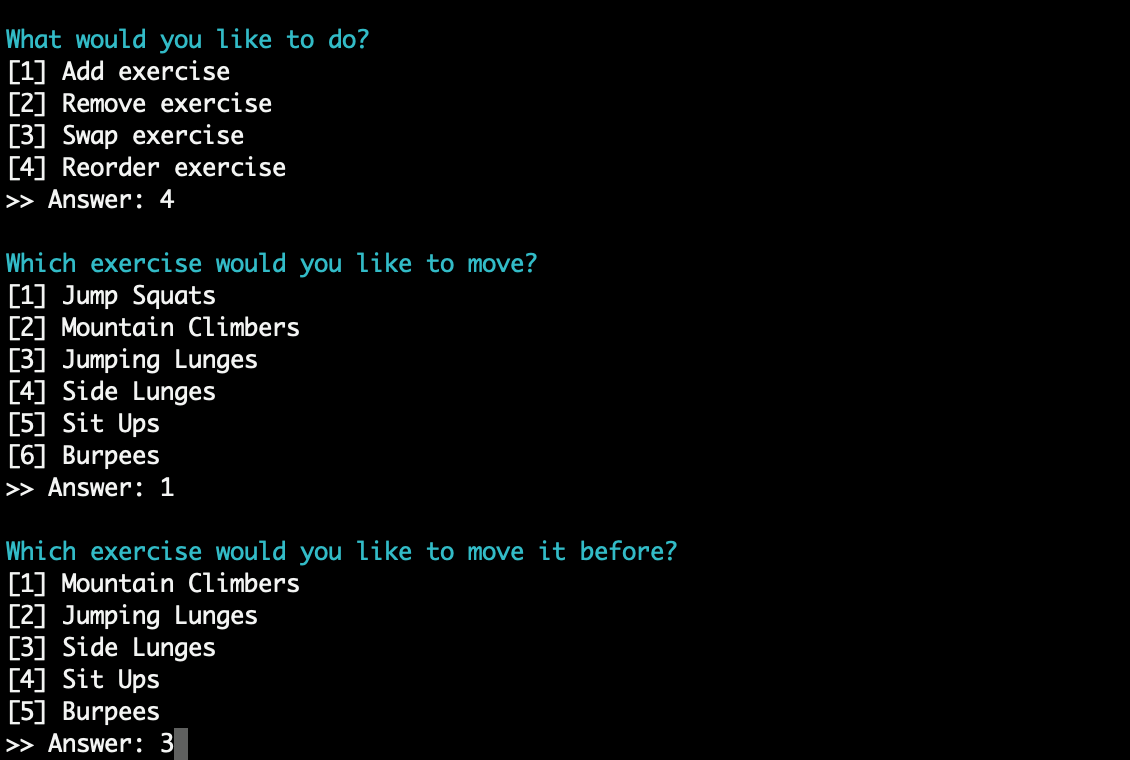 What would you like to do?
[1] Add exercise
[2] Remove exercise
[3] Swap exercise
[4] Reorder exercise
>> Answer: 4
Which exercise would you like to move?
[1] Jump Squats
[2] Mountain Climbers
[3] Jumping Lunges
[4] Side Lunges
[5] Sit Ups
[6] Burpees
>> Answer: 1
Which exercise would you like to move it before?
[1] Mountain Climbers
[2] Jumping Lunges
[3] Side Lunges
[4] Sit Ups
[5] Burpees
>> Answer: 3